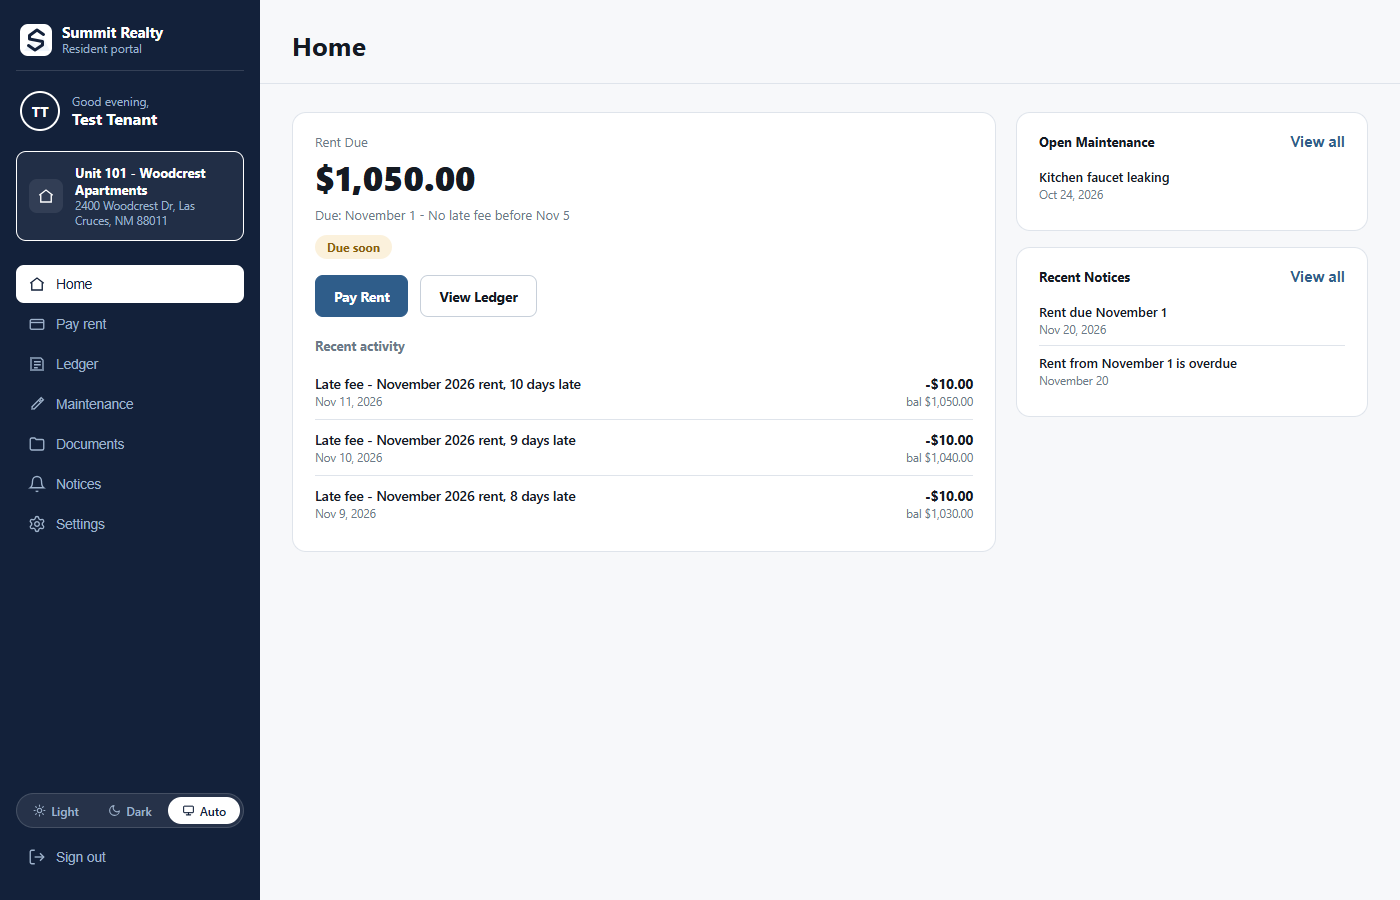 Summit Realty
Resident portal
TT
Good evening,
Test Tenant
Unit 101 - Woodcrest
Apartments
2400 Woodcrest Dr, Las
Cruces, NM 88011
Home
Pay rent
Ledger
Maintenance
Documents
Notices
Settings
Light
Dark
Auto
Sign out
Home
Rent Due
$1,050.00
Due: November 1 - No late fee before Nov 5
Due soon
Pay Rent
View Ledger
Recent activity
Late fee - November 2026 rent, 10 days late
-$10.00
Nov 11, 2026
bal $1,050.00
Late fee - November 2026 rent, 9 days late
-$10.00
Nov 10, 2026
bal $1,040.00
Late fee - November 2026 rent, 8 days late
-$10.00
Nov 9, 2026
bal $1,030.00
Open Maintenance
View all
Kitchen faucet leaking
Oct 24, 2026
Recent Notices
View all
Rent due November 1
Nov 20, 2026
Rent from November 1 is overdue
November 20